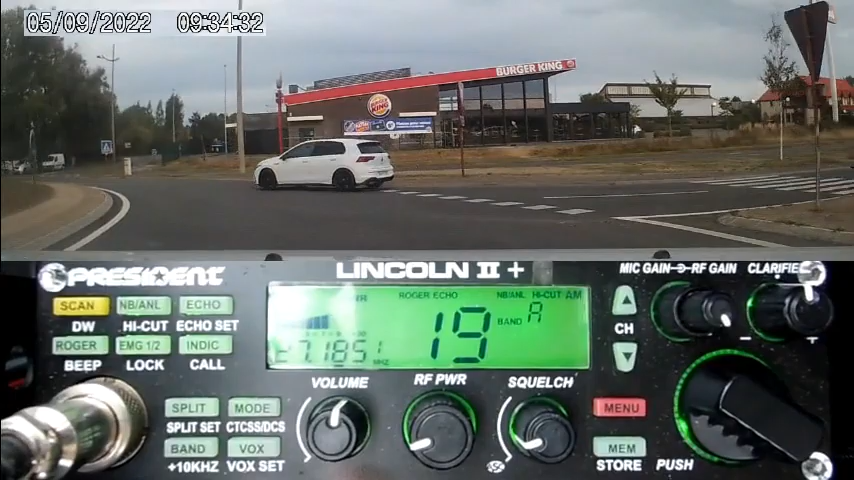 05/09/2022 09:34:32
BURGER KING
BURGER KING
PRESIDENT
LINCOLN II +
MIC GAIN RF GAIN CLARIFIER
SCAN NB/ANL ECHO
DW HI-CUT ECHO SET
ROGER EMG 1/2 INDIC
BEEP LOCK CALL
ROGER ECHO NB/ANL HI-CUT AM
19 BAND A
27.1851 MHZ
CH
VOLUME RF PWR SQUELCH
SPLIT MODE
SPLIT SET CTCSS/DCS
BAND VOX
+10KHZ VOX SET
MENU
MEM
STORE PUSH